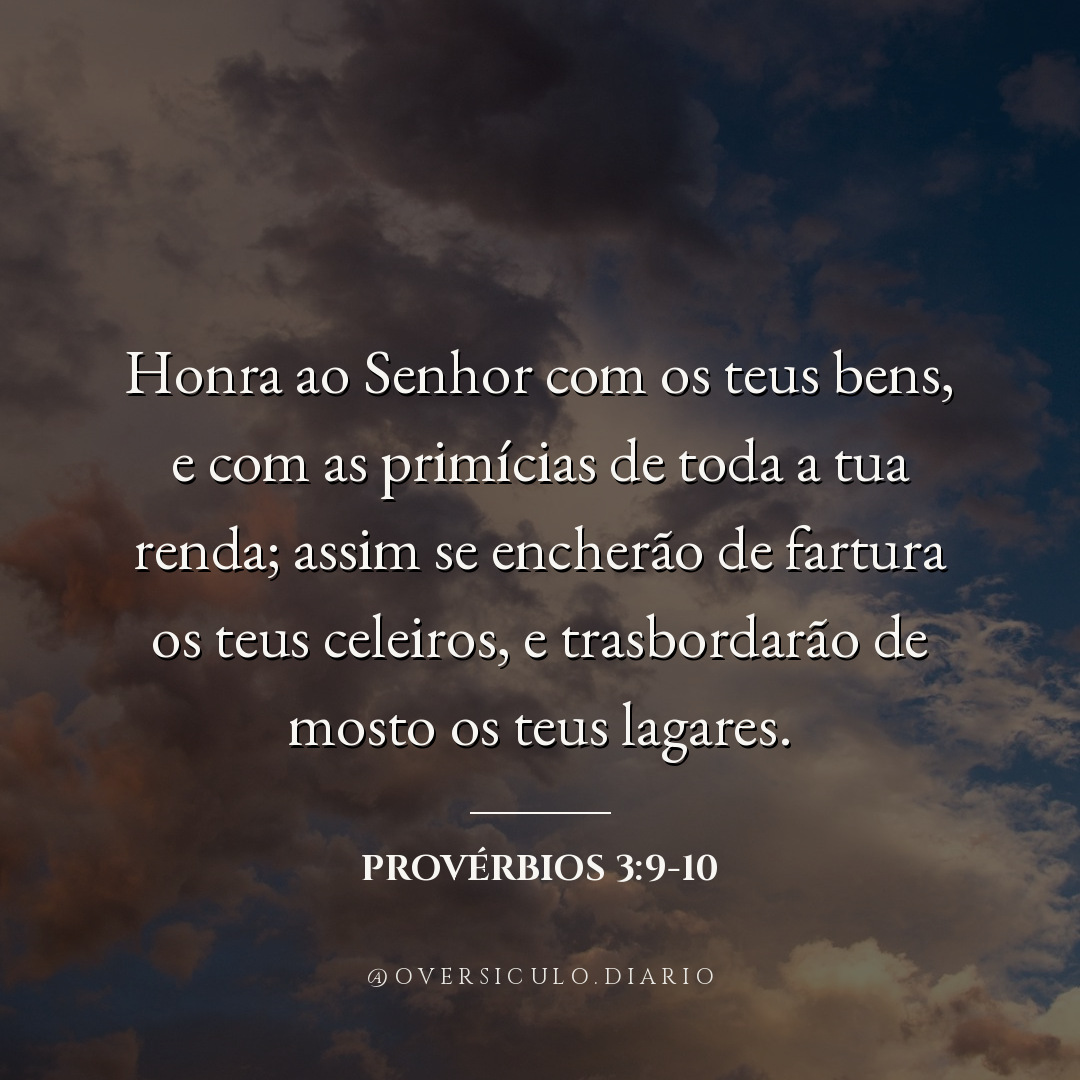 Honra ao Senhor com os teus bens,
e com as primícias de toda a tua
renda; assim se encherão de fartura
os teus celeiros, e trasbordarão de
mosto os teus lagares.
PROVÉRBIOS 3:9-10
@OVERSICULO.DIARIO